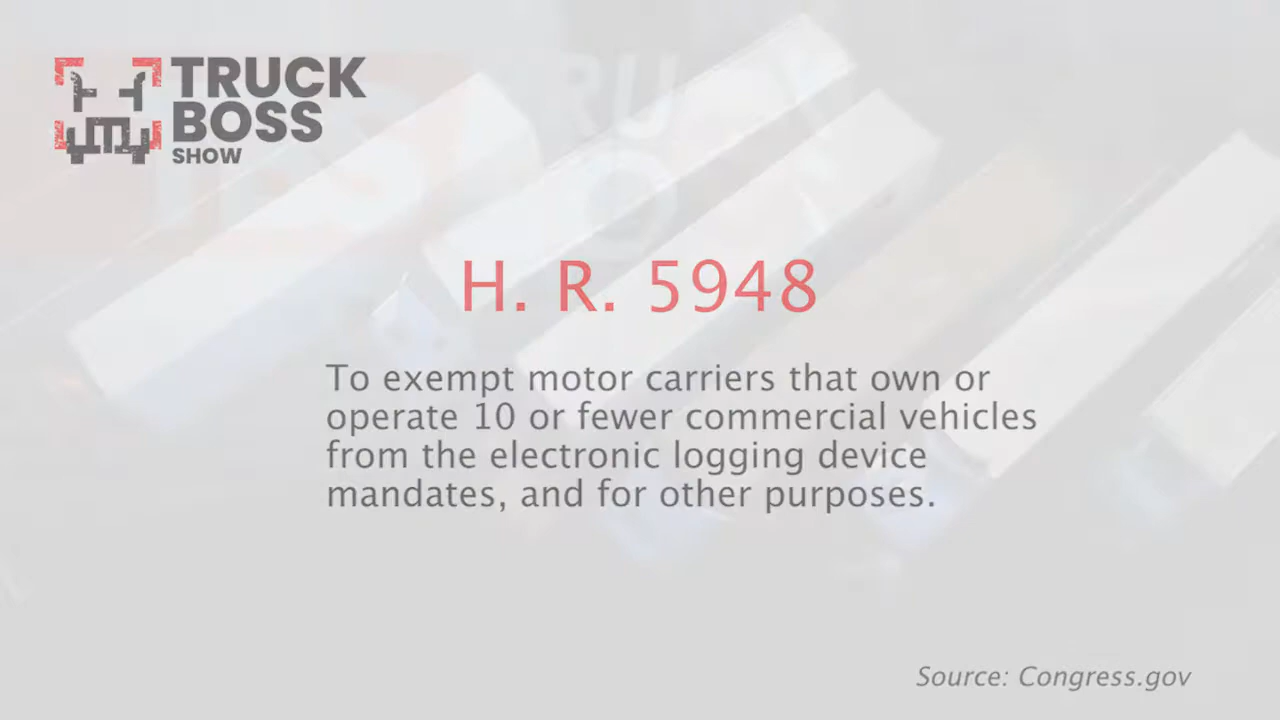 TRUCK
BOSS
SHOW
RU
O
H. R. 5948
To exempt motor carriers that own or
operate 10 or fewer commercial vehicles
from the electronic logging device
mandates, and for other purposes.
Source: Congress.gov